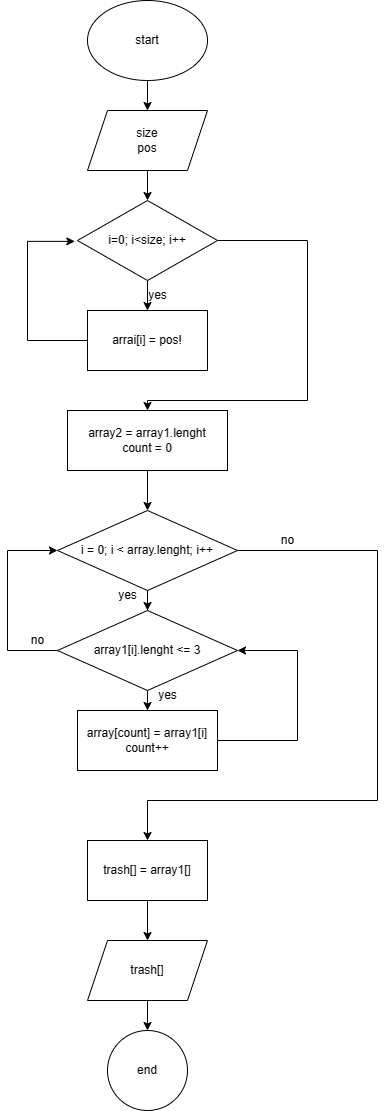 start
size
pos
i=0; i<size; i++
yes
arrai[i] = pos!
array2 = array1.lenght
count = 0
i = 0; i < array.lenght; i++
no
yes
array1[i].lenght <= 3
no
yes
array[count] = array1[i]
count++
trash[] = array1[]
trash[]
end